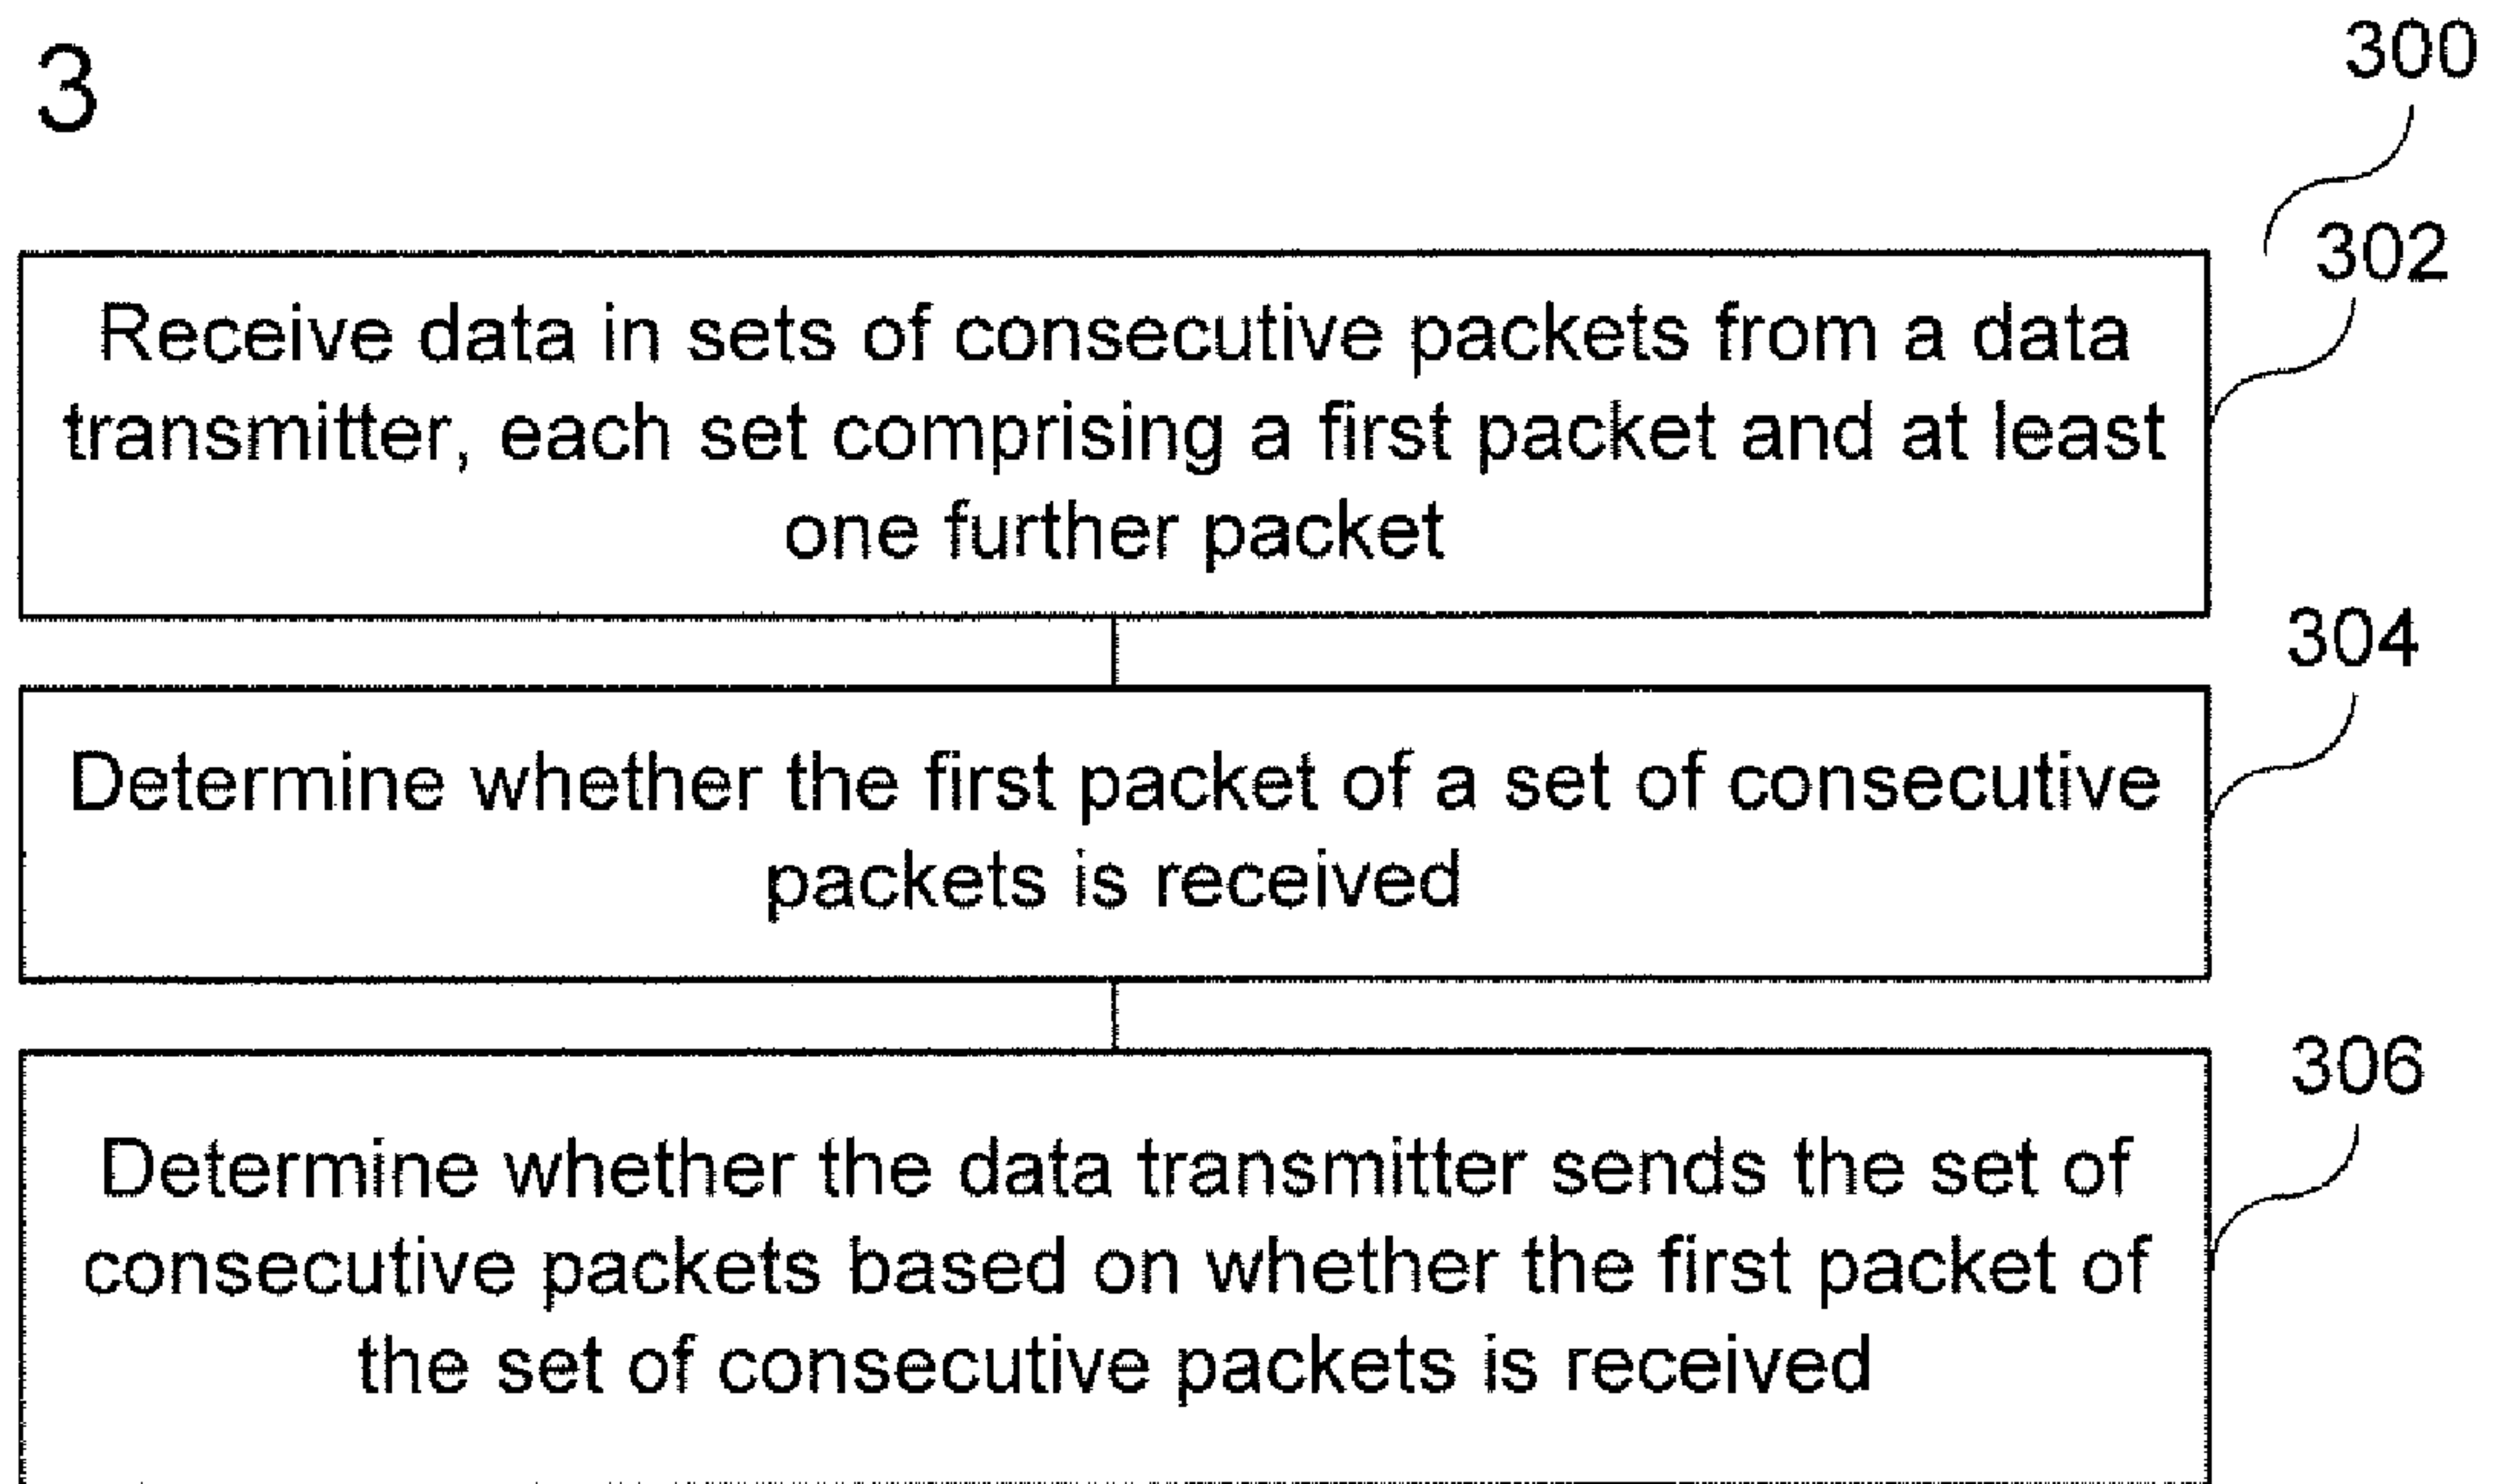 3
300
302
Receive data in sets of consecutive packets from a data
transmitter, each set comprising a first packet and at least
one further packet
304
Determine whether the first packet of a set of consecutive
packets is received
306
Determine whether the data transmitter sends the set of
consecutive packets based on whether the first packet of
the set of consecutive packets is received